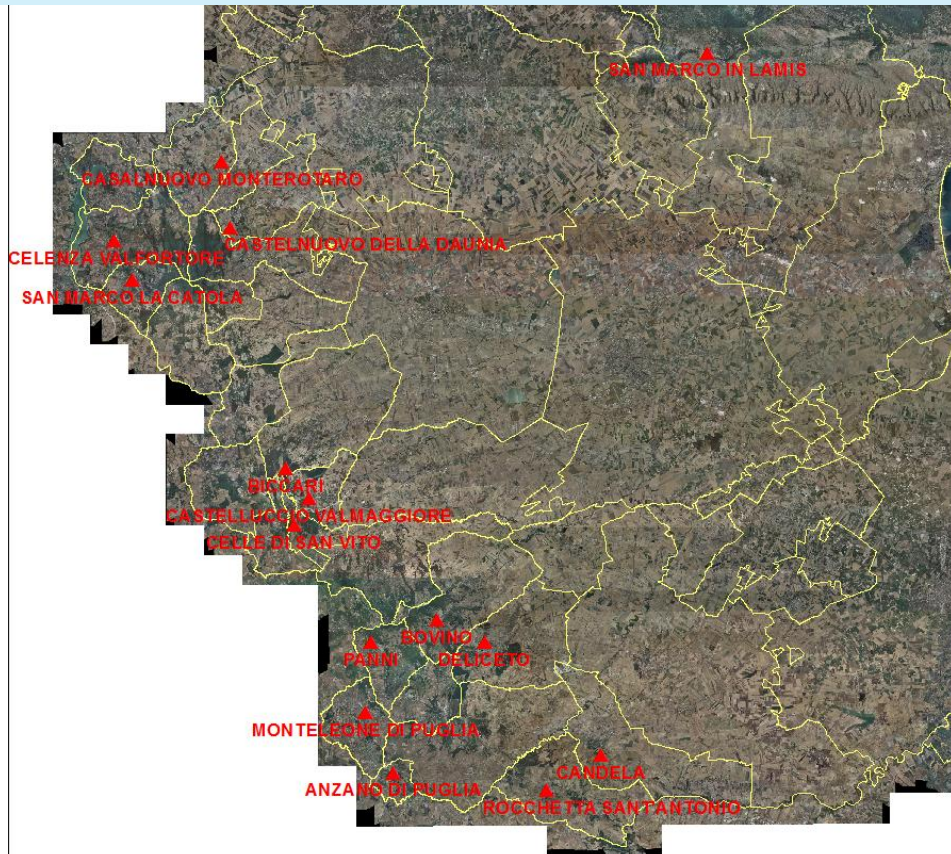 SAN MARCO IN LAMIS
CASALNUOVO MONTEROTARO
CASTELNUOVO DELLA DAUNIA
CELENZA VALFORTORE
SAN MARCO LA CATOLA
BICCARI
CASTELLUCCIO VALMAGGIORE
CELLE DI SAN VITO
BOVINO
PANNI
DELICETO
MONTELEONE DI PUGLIA
CANDELA
ANZANO DI PUGLIA
ROCCHETTA SANT'ANTONIO